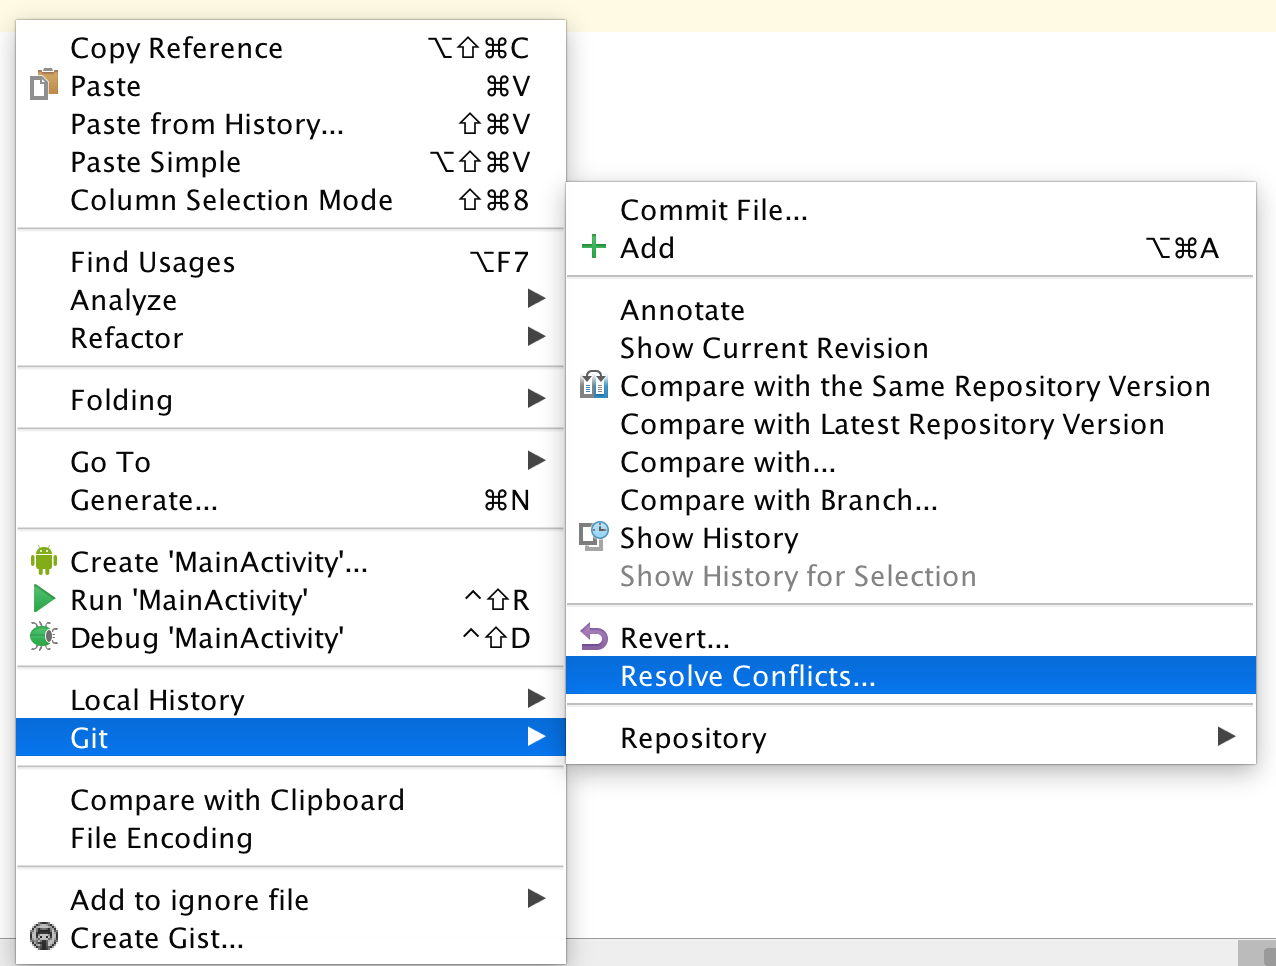 Copy Reference ⌥⇧⌘C
Paste ⌘V
Paste from History... ⇧⌘V
Paste Simple ⌥⇧⌘V
Column Selection Mode ⇧⌘8
Find Usages ⌥F7
Analyze
Refactor
Folding
Go To
Generate... ⌘N
Create 'MainActivity'...
Run 'MainActivity' ^⇧R
Debug 'MainActivity' ^⇧D
Local History
Git
Compare with Clipboard
File Encoding
Add to ignore file
Create Gist...
Commit File...
Add ⌥⌘A
Annotate
Show Current Revision
Compare with the Same Repository Version
Compare with Latest Repository Version
Compare with...
Compare with Branch...
Show History
Show History for Selection
Revert...
Resolve Conflicts...
Repository